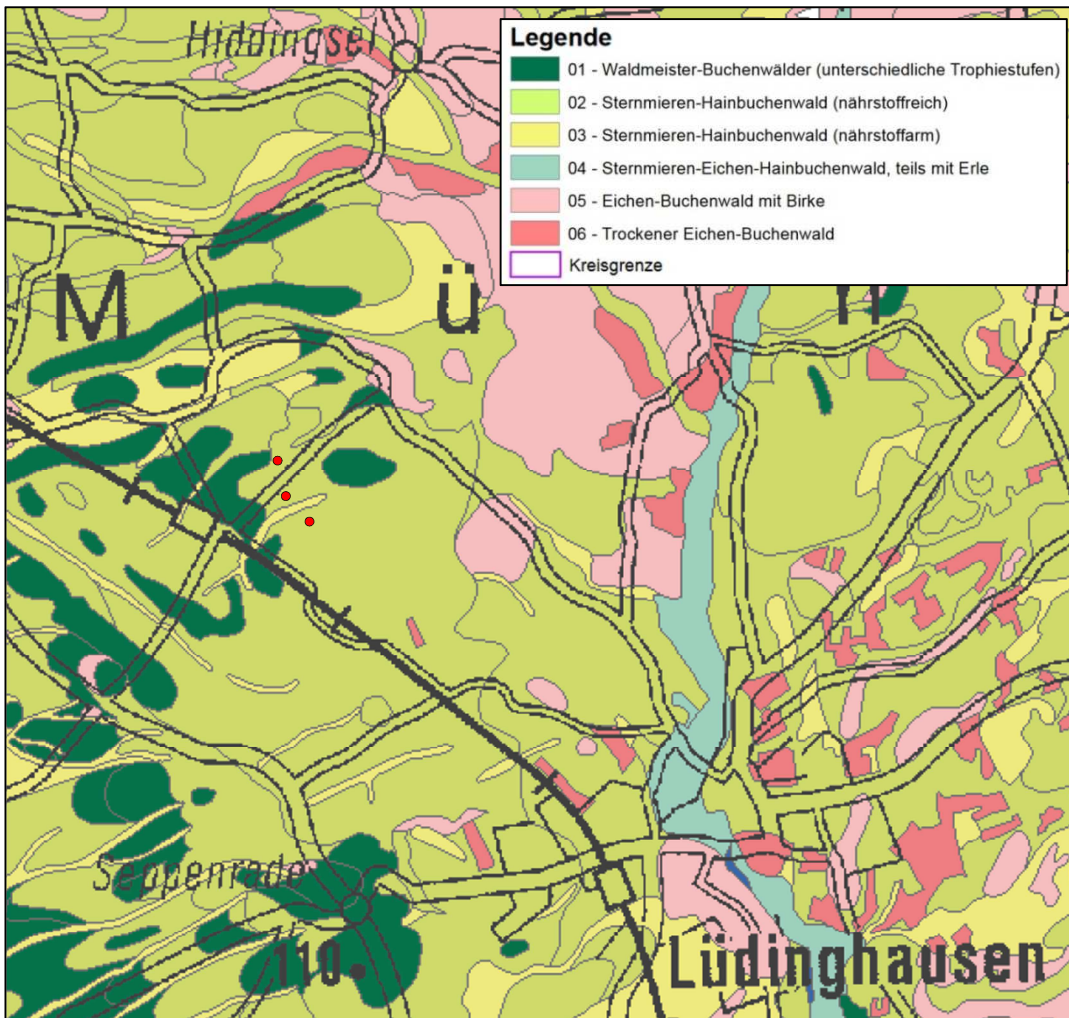 Hiddingsel
Legende
01 - Waldmeister-Buchenwälder (unterschiedliche Trophiestufen)
02 - Sternmieren-Hainbuchenwald (nährstoffreich)
03 - Sternmieren-Hainbuchenwald (nährstoffarm)
04 - Sternmieren-Eichen-Hainbuchenwald, teils mit Erle
05 - Eichen-Buchenwald mit Birke
06 - Trockener Eichen-Buchenwald
Kreisgrenze
M ü n
Seppenrade
110
Lüdinghausen